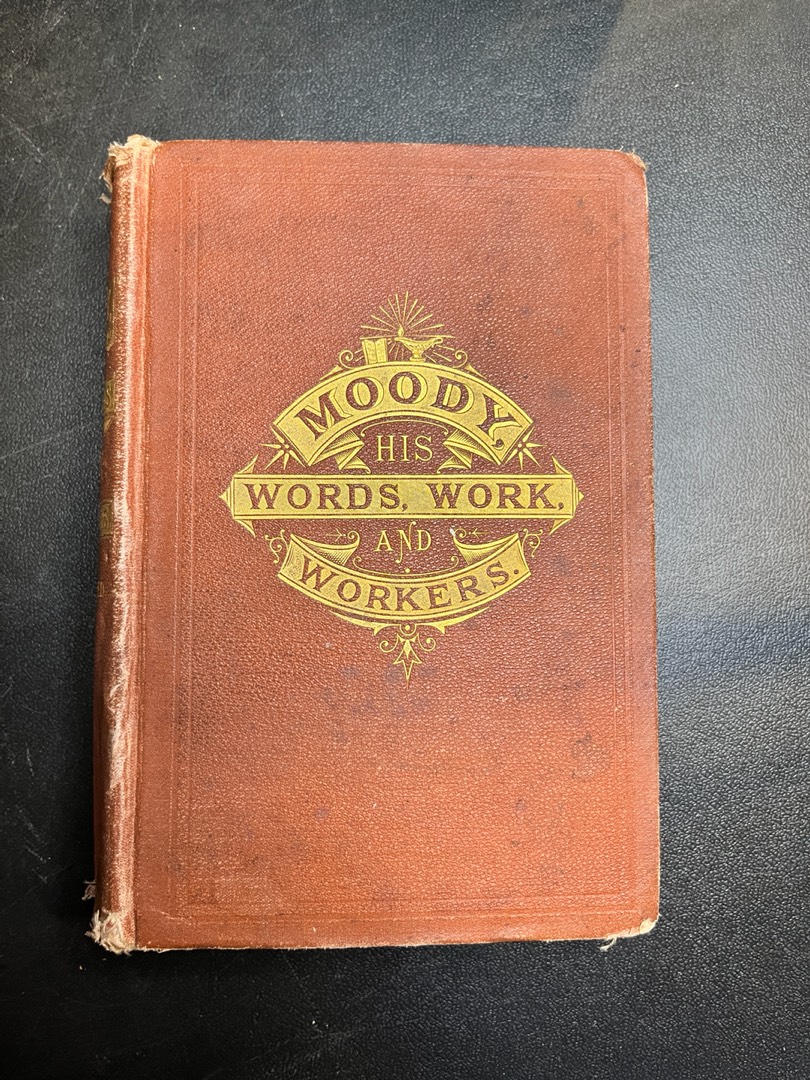 MOODY,
HIS
WORDS, WORK,
AND
WORKERS.